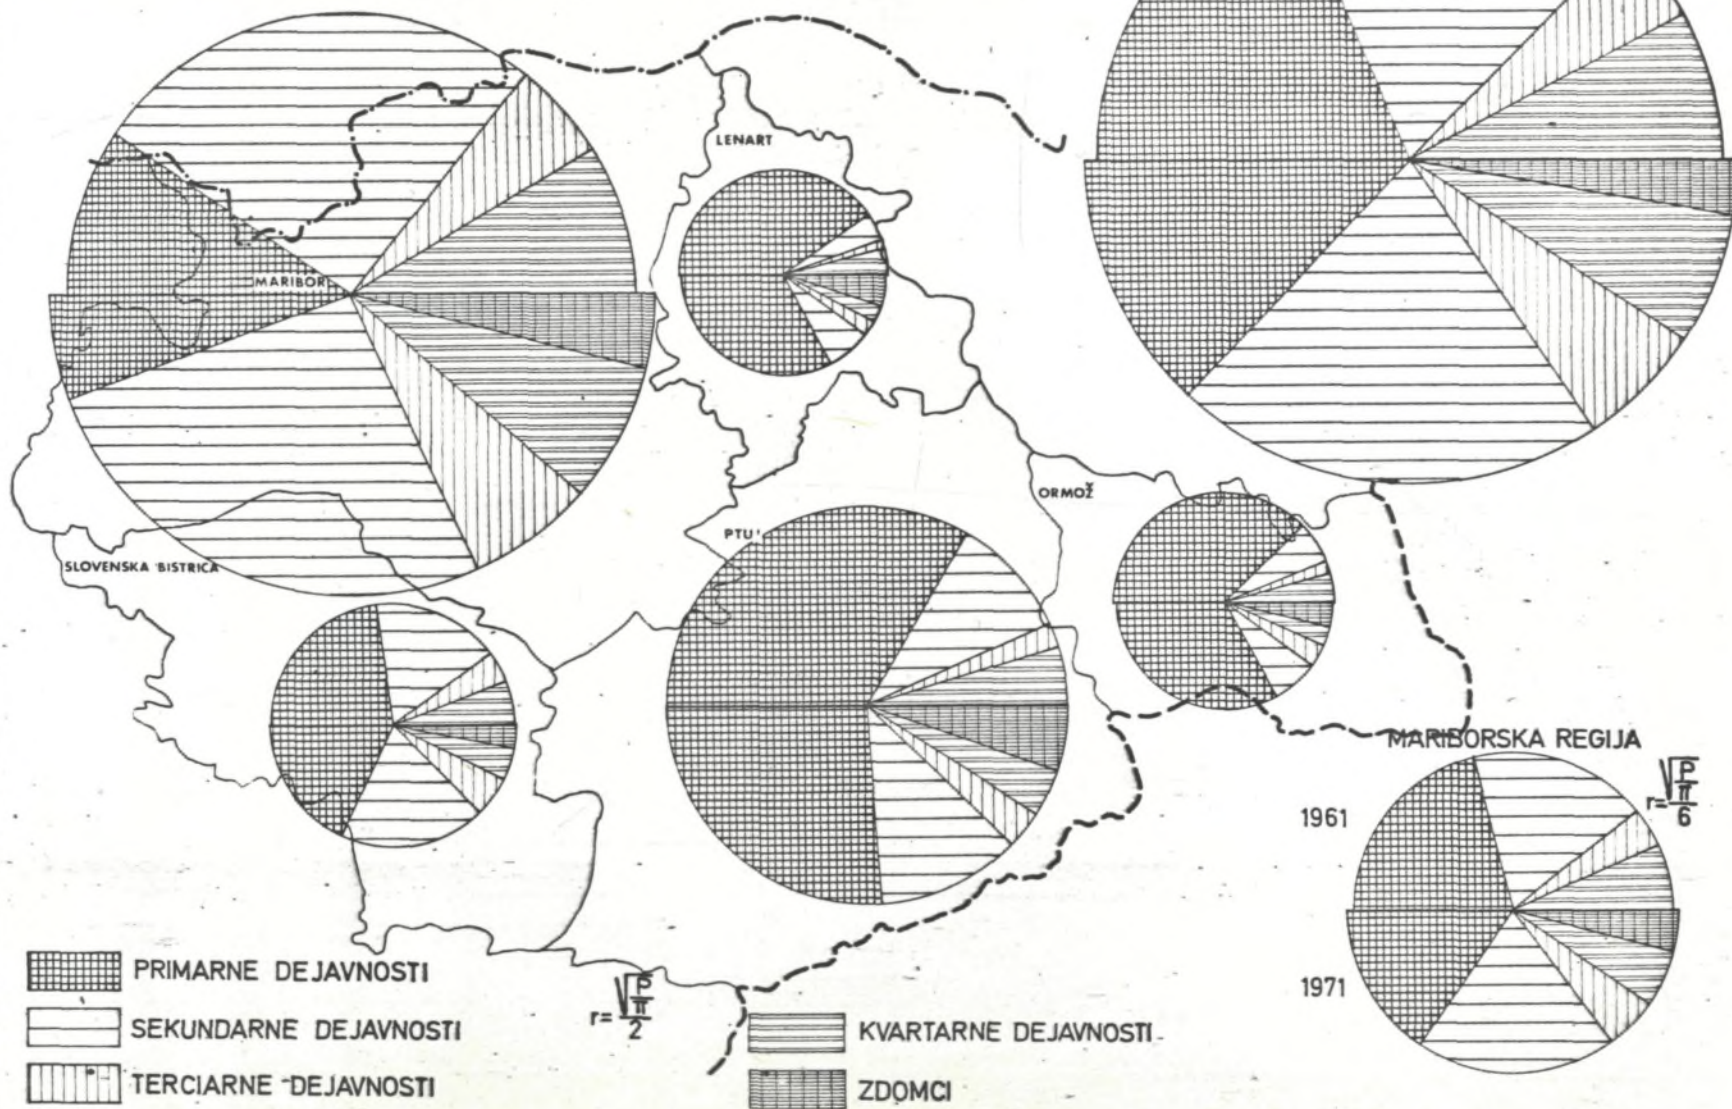 LENART
MARIBOR
ORMOŽ
PTUJ
SLOVENSKA BISTRICA
MARIBORSKA REGIJA
1961
r= √P/π / 6
1971
PRIMARNE DEJAVNOSTI
SEKUNDARNE DEJAVNOSTI
TERCIARNE DEJAVNOSTI
r= √P/π / 2
KVARTARNE DEJAVNOSTI
ZDOMCI